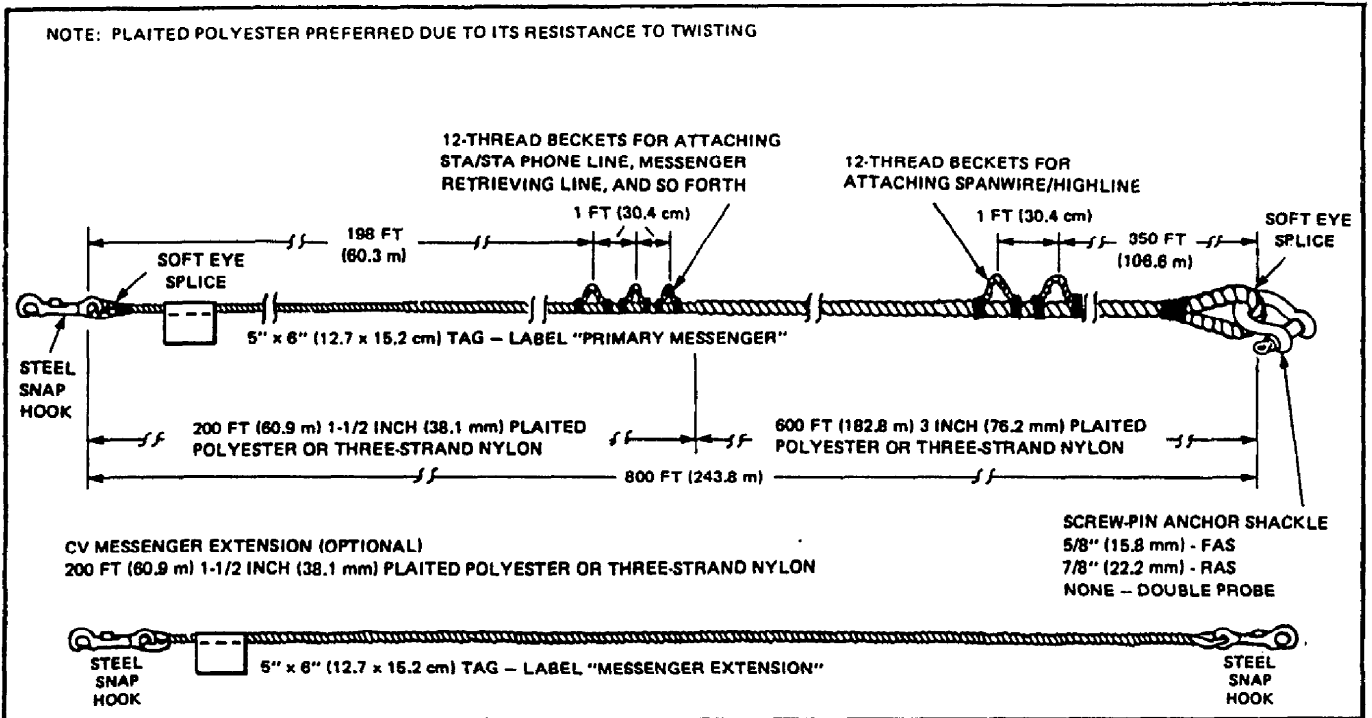 NOTE: PLAITED POLYESTER PREFERRED DUE TO ITS RESISTANCE TO TWISTING
12-THREAD BECKETS FOR ATTACHING
STA/STA PHONE LINE, MESSENGER
RETRIEVING LINE, AND SO FORTH
12-THREAD BECKETS FOR
ATTACHING SPANWIRE/HIGHLINE
1 FT (30.4 cm)
1 FT (30.4 cm)
198 FT
(60.3 m)
350 FT
(106.6 m)
SOFT EYE
SPLICE
SOFT EYE
SPLICE
5" x 6" (12.7 x 15.2 cm) TAG – LABEL "PRIMARY MESSENGER"
STEEL
SNAP
HOOK
200 FT (60.9 m) 1-1/2 INCH (38.1 mm) PLAITED
POLYESTER OR THREE-STRAND NYLON
600 FT (182.8 m) 3 INCH (76.2 mm) PLAITED
POLYESTER OR THREE-STRAND NYLON
800 FT (243.8 m)
SCREW-PIN ANCHOR SHACKLE
5/8" (15.8 mm) - FAS
7/8" (22.2 mm) - RAS
NONE – DOUBLE PROBE
CV MESSENGER EXTENSION (OPTIONAL)
200 FT (60.9 m) 1-1/2 INCH (38.1 mm) PLAITED POLYESTER OR THREE-STRAND NYLON
STEEL
SNAP
HOOK
5" x 6" (12.7 x 15.2 cm) TAG – LABEL "MESSENGER EXTENSION"
STEEL
SNAP
HOOK